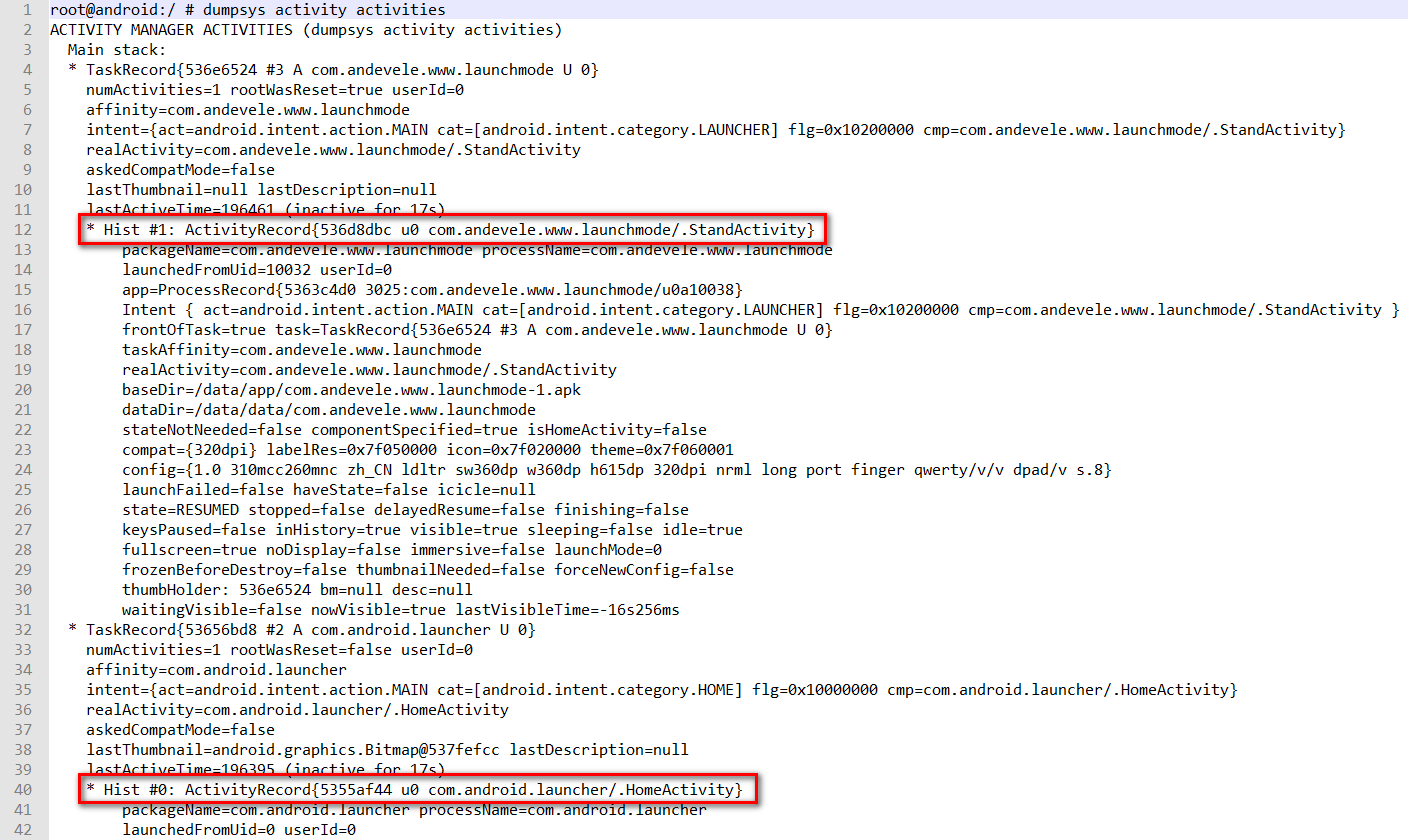 1 root@android:/ # dumpsys activity activities
2 ACTIVITY MANAGER ACTIVITIES (dumpsys activity activities)
3 Main stack:
4 * TaskRecord{536e6524 #3 A com.andevele.www.launchmode U 0}
5 numActivities=1 rootWasReset=true userId=0
6 affinity=com.andevele.www.launchmode
7 intent={act=android.intent.action.MAIN cat=[android.intent.category.LAUNCHER] flg=0x10200000 cmp=com.andevele.www.launchmode/.StandActivity}
8 realActivity=com.andevele.www.launchmode/.StandActivity
9 askedCompatMode=false
10 lastThumbnail=null lastDescription=null
11 lastActiveTime=196461 (inactive for 17s)
12 * Hist #1: ActivityRecord{536d8dbc u0 com.andevele.www.launchmode/.StandActivity}
13 packageName=com.andevele.www.launchmode processName=com.andevele.www.launchmode
14 launchedFromUid=10032 userId=0
15 app=ProcessRecord{5363c4d0 3025:com.andevele.www.launchmode/u0a10038}
16 Intent { act=android.intent.action.MAIN cat=[android.intent.category.LAUNCHER] flg=0x10200000 cmp=com.andevele.www.launchmode/.StandActivity }
17 frontOfTask=true task=TaskRecord{536e6524 #3 A com.andevele.www.launchmode U 0}
18 taskAffinity=com.andevele.www.launchmode
19 realActivity=com.andevele.www.launchmode/.StandActivity
20 baseDir=/data/app/com.andevele.www.launchmode-1.apk
21 dataDir=/data/data/com.andevele.www.launchmode
22 stateNotNeeded=false componentSpecified=true isHomeActivity=false
23 compat={320dpi} labelRes=0x7f050000 icon=0x7f020000 theme=0x7f060001
24 config={1.0 310mcc260mnc zh_CN ldltr sw360dp w360dp h615dp 320dpi nrml long port finger qwerty/v/v dpad/v s.8}
25 launchFailed=false haveState=false icicle=null
26 state=RESUMED stopped=false delayedResume=false finishing=false
27 keysPaused=false inHistory=true visible=true sleeping=false idle=true
28 fullscreen=true noDisplay=false immersive=false launchMode=0
29 frozenBeforeDestroy=false thumbnailNeeded=false forceNewConfig=false
30 thumbHolder: 536e6524 bm=null desc=null
31 waitingVisible=false nowVisible=true lastVisibleTime=-16s256ms
32 * TaskRecord{53656bd8 #2 A com.android.launcher U 0}
33 numActivities=1 rootWasReset=false userId=0
34 affinity=com.android.launcher
35 intent={act=android.intent.action.MAIN cat=[android.intent.category.HOME] flg=0x10000000 cmp=com.android.launcher/.HomeActivity}
36 realActivity=com.android.launcher/.HomeActivity
37 askedCompatMode=false
38 lastThumbnail=android.graphics.Bitmap@537fefcc lastDescription=null
39 lastActiveTime=196395 (inactive for 17s)
40 * Hist #0: ActivityRecord{5355af44 u0 com.android.launcher/.HomeActivity}
41 packageName=com.android.launcher processName=com.android.launcher
42 launchedFromUid=0 userId=0